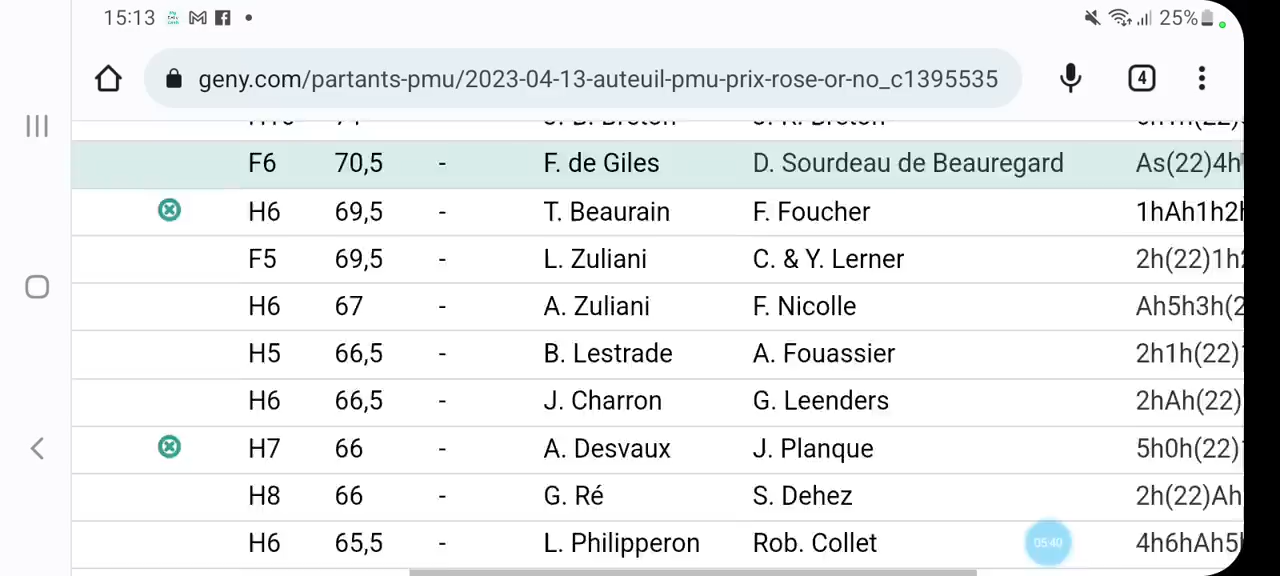 15:13 25%
geny.com/partants-pmu/2023-04-13-auteuil-pmu-prix-rose-or-no_c1395535 4
F6 70,5 - F. de Giles D. Sourdeau de Beauregard As(22)4h
H6 69,5 - T. Beaurain F. Foucher 1hAh1h2h
F5 69,5 - L. Zuliani C. & Y. Lerner 2h(22)1h2
H6 67 - A. Zuliani F. Nicolle Ah5h3h(2
H5 66,5 - B. Lestrade A. Fouassier 2h1h(22)
H6 66,5 - J. Charron G. Leenders 2hAh(22)
H7 66 - A. Desvaux J. Planque 5h0h(22)
H8 66 - G. Ré S. Dehez 2h(22)Ah
H6 65,5 - L. Philipperon Rob. Collet 05:40 4h6hAh5h